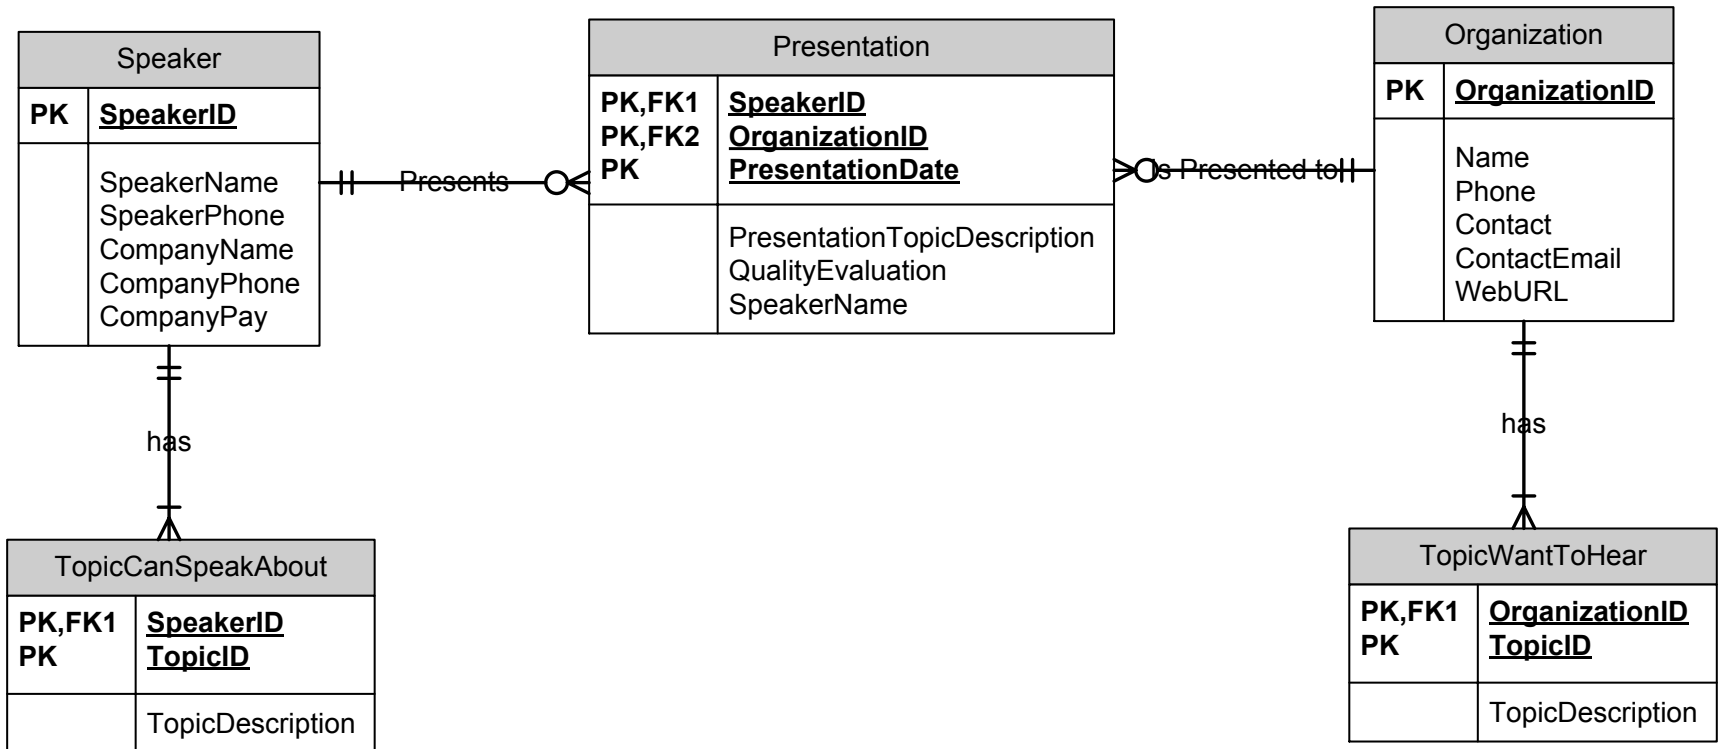 Speaker
PK SpeakerID
SpeakerName
SpeakerPhone
CompanyName
CompanyPhone
CompanyPay
Presents
Presentation
PK,FK1 SpeakerID
PK,FK2 OrganizationID
PK PresentationDate
PresentationTopicDescription
QualityEvaluation
SpeakerName
Is Presented to
Organization
PK OrganizationID
Name
Phone
Contact
ContactEmail
WebURL
has
has
TopicCanSpeakAbout
PK,FK1 SpeakerID
PK TopicID
TopicDescription
TopicWantToHear
PK,FK1 OrganizationID
PK TopicID
TopicDescription